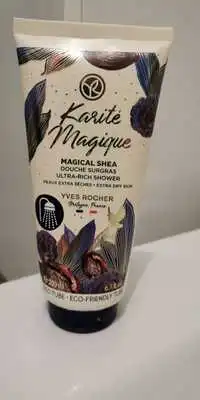 Karité
Magique
MAGICAL SHEA
DOUCHE SURGRAS
ULTRA-RICH SHOWER
PEAUX EXTRA SÈCHES • EXTRA DRY SKIN
YVES ROCHER
Bretagne, France
TUBE • ECO-FRIENDLY